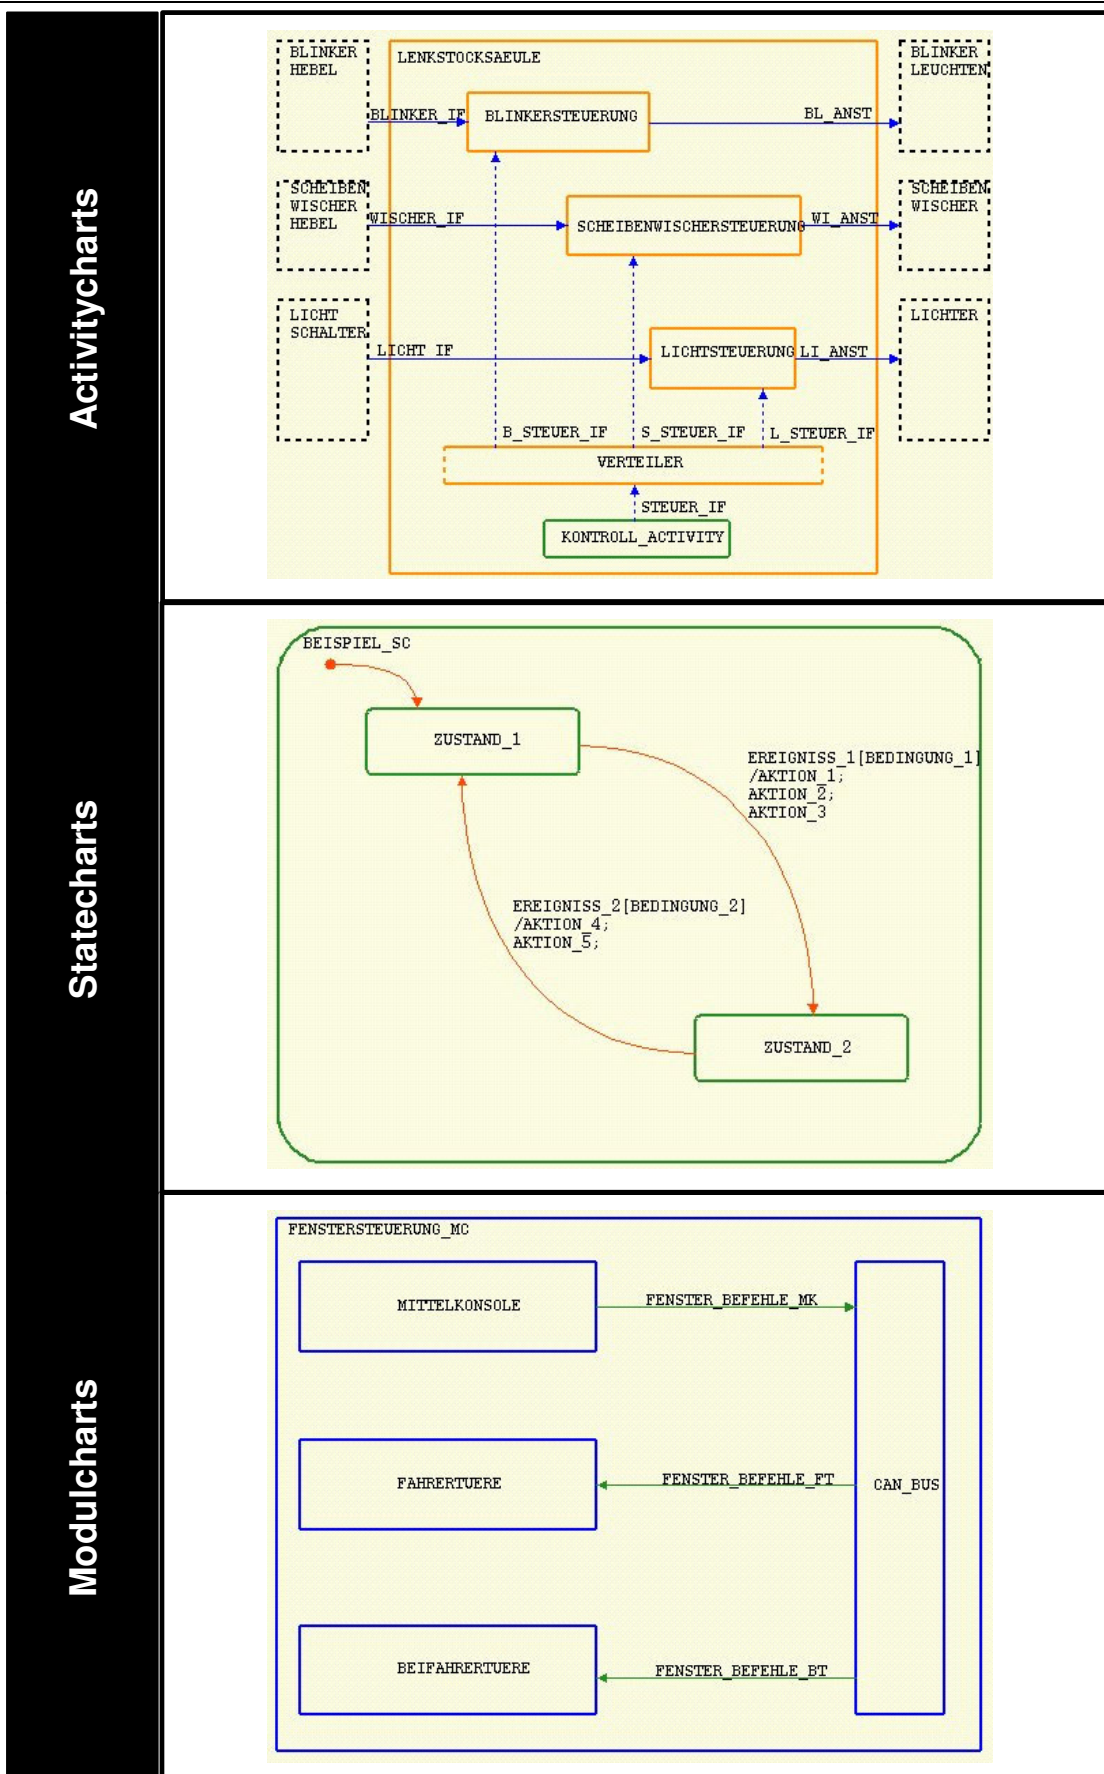 Activitycharts
BLINKER
HEBEL
LENKSTOCKSAEULE
BLINKER
LEUCHTEN
BLINKER_IF
BLINKERSTEUERUNG
BL_ANST
SCHEIBEN
WISCHER
HEBEL
WISCHER_IF
SCHEIBENWISCHERSTEUERUNG
WI_ANST
SCHEIBEN
WISCHER
LICHT
SCHALTER
LICHT_IF
LICHTSTEUERUNG
LI_ANST
LICHTER
B_STEUER_IF
S_STEUER_IF
L_STEUER_IF
VERTEILER
STEUER_IF
KONTROLL_ACTIVITY
Statecharts
BEISPIEL_SC
ZUSTAND_1
EREIGNISS_1[BEDINGUNG_1]
/AKTION_1;
AKTION_2;
AKTION_3
EREIGNISS_2[BEDINGUNG_2]
/AKTION_4;
AKTION_5;
ZUSTAND_2
Modulcharts
FENSTERSTEUERUNG_MC
MITTELKONSOLE
FENSTER_BEFEHLE_MK
FAHRERTUERE
FENSTER_BEFEHLE_FT
CAN_BUS
BEIFAHRERTUERE
FENSTER_BEFEHLE_BT